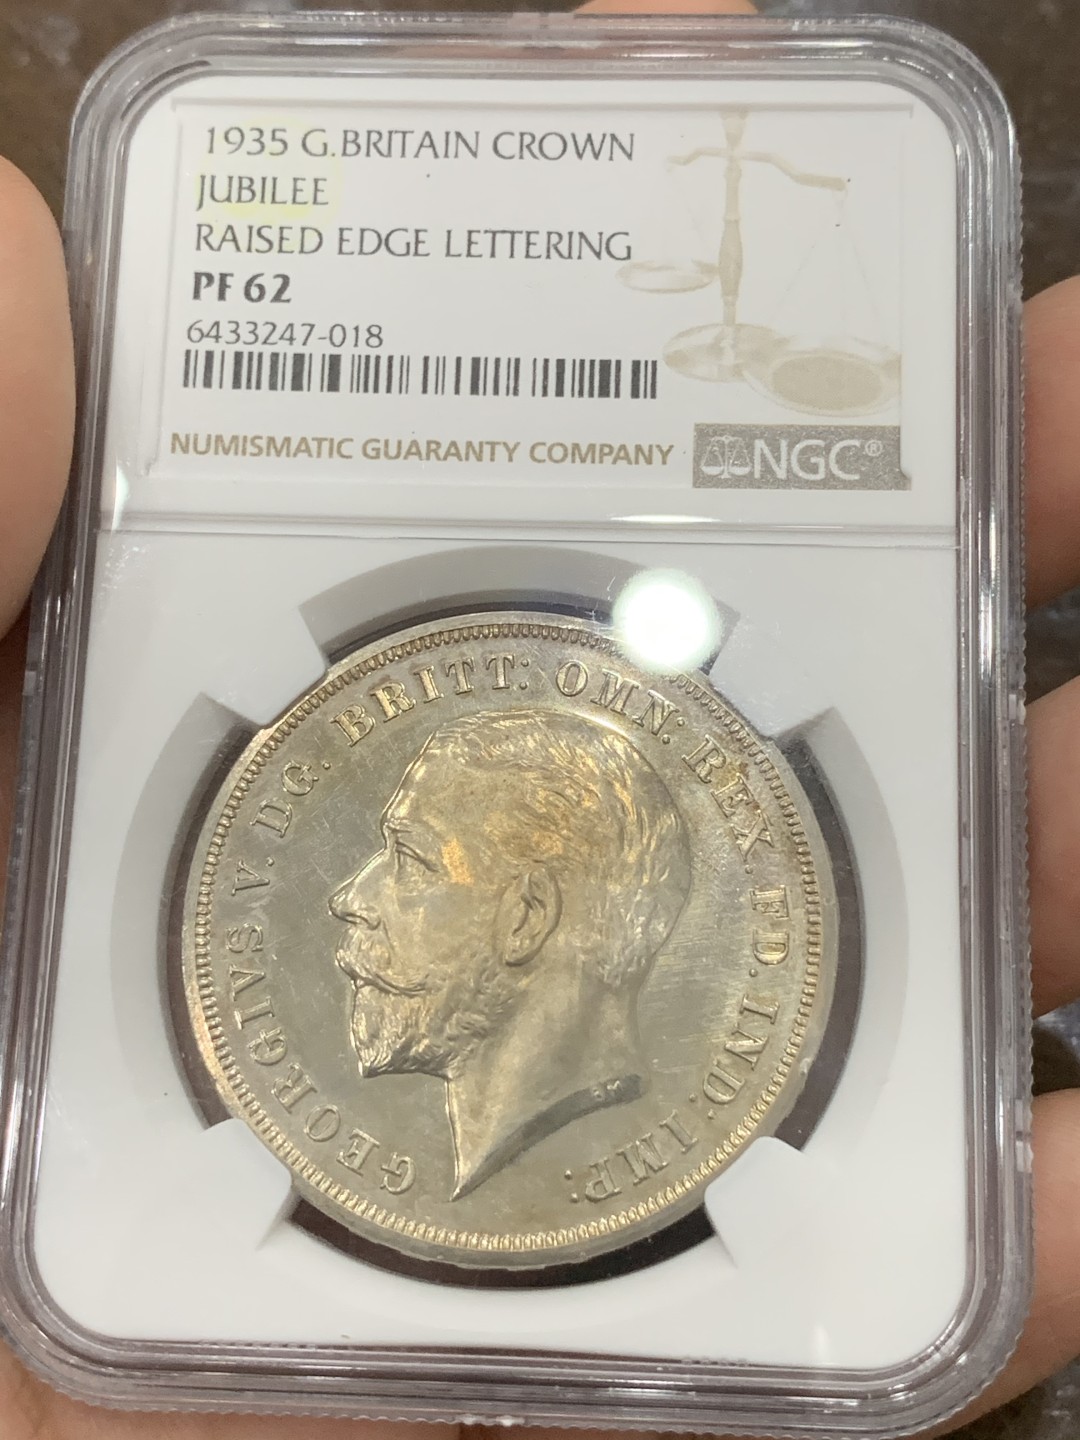 1935 G.BRITAIN CROWN
JUBILEE
RAISED EDGE LETTERING
PF 62
6433247-018
NUMISMATIC GUARANTY COMPANY
NGC®
GEORGIVS V. DG. BRITT: OMN: REX. FD. IND: IMP:
BM